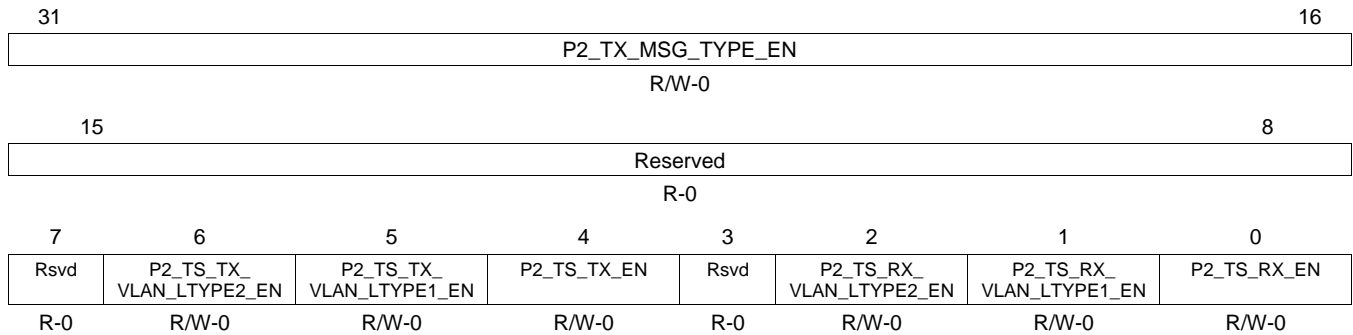 31 16
P2_TX_MSG_TYPE_EN
R/W-0
15 8
Reserved
R-0
7 6 5 4 3 2 1 0
Rsvd P2_TS_TX_ P2_TS_TX_ P2_TS_TX_EN Rsvd P2_TS_RX_ P2_TS_RX_ P2_TS_RX_EN
VLAN_LTYPE2_EN VLAN_LTYPE1_EN VLAN_LTYPE2_EN VLAN_LTYPE1_EN
R-0 R/W-0 R/W-0 R/W-0 R-0 R/W-0 R/W-0 R/W-0